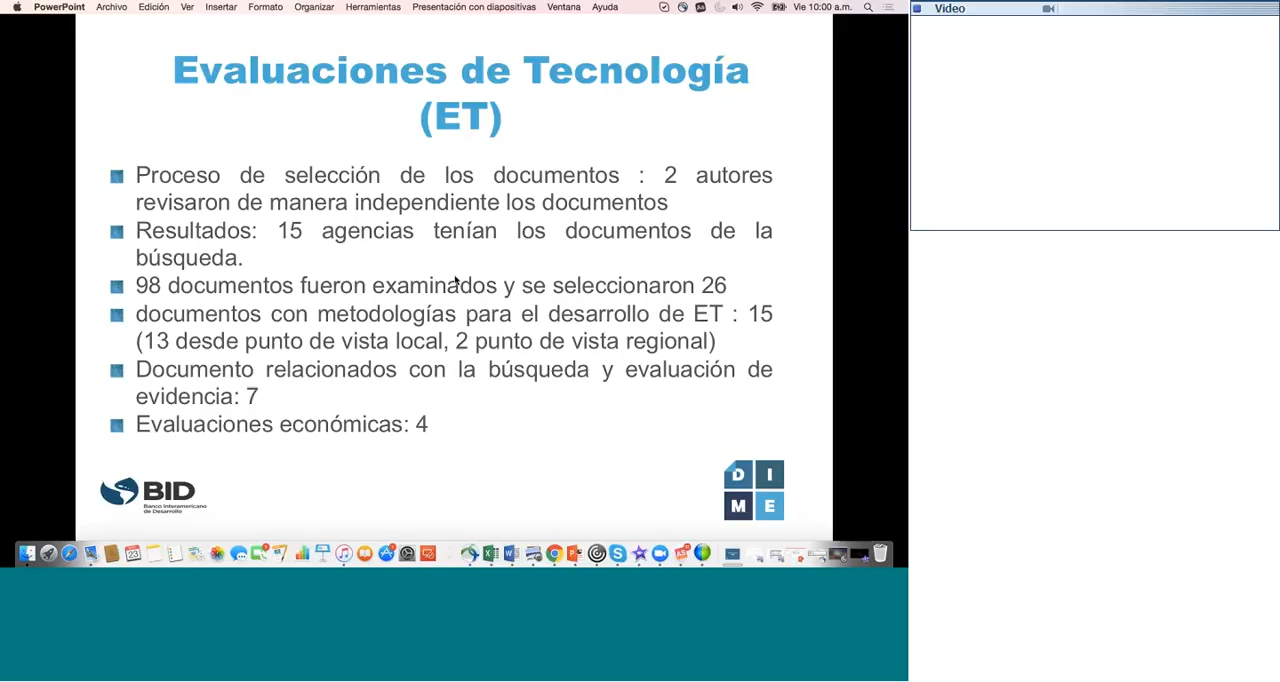 PowerPoint Archivo Edición Ver Insertar Formato Organizar Herramientas Presentación con diapositivas Ventana Ayuda Vie 10:00 a.m.
Video
Evaluaciones de Tecnología
(ET)
Proceso de selección de los documentos : 2 autores
revisaron de manera independiente los documentos
Resultados: 15 agencias tenían los documentos de la
búsqueda.
98 documentos fueron examinados y se seleccionaron 26
documentos con metodologías para el desarrollo de ET : 15
(13 desde punto de vista local, 2 punto de vista regional)
Documento relacionados con la búsqueda y evaluación de
evidencia: 7
Evaluaciones económicas: 4
BID
Banco Interamericano
de Desarrollo
D I
M E